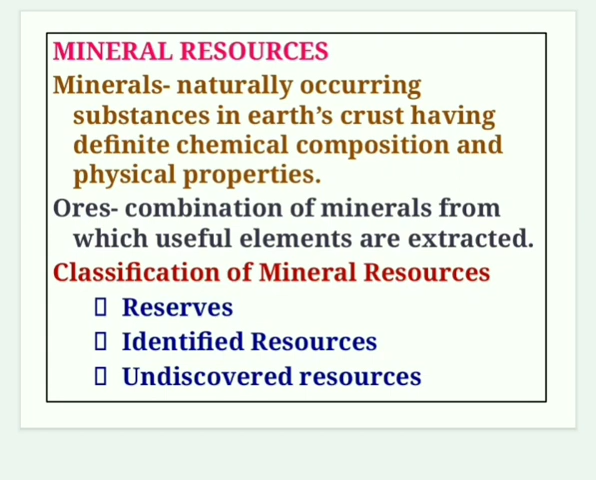 MINERAL RESOURCES
Minerals- naturally occurring
substances in earth’s crust having
definite chemical composition and
physical properties.
Ores- combination of minerals from
which useful elements are extracted.
Classification of Mineral Resources
▯ Reserves
▯ Identified Resources
▯ Undiscovered resources